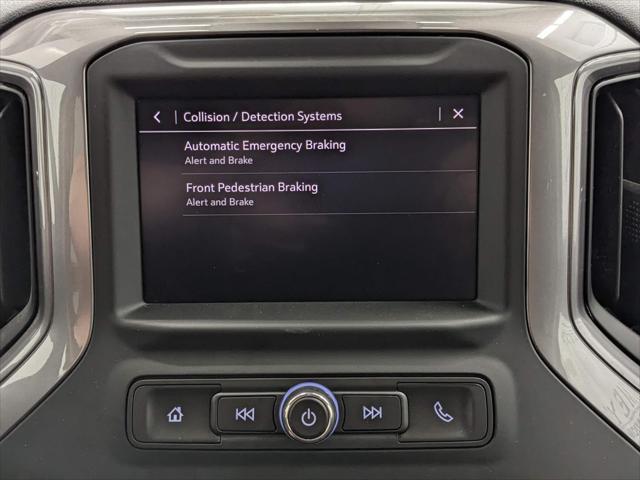 Collision / Detection Systems
Automatic Emergency Braking
Alert and Brake
Front Pedestrian Braking
Alert and Brake